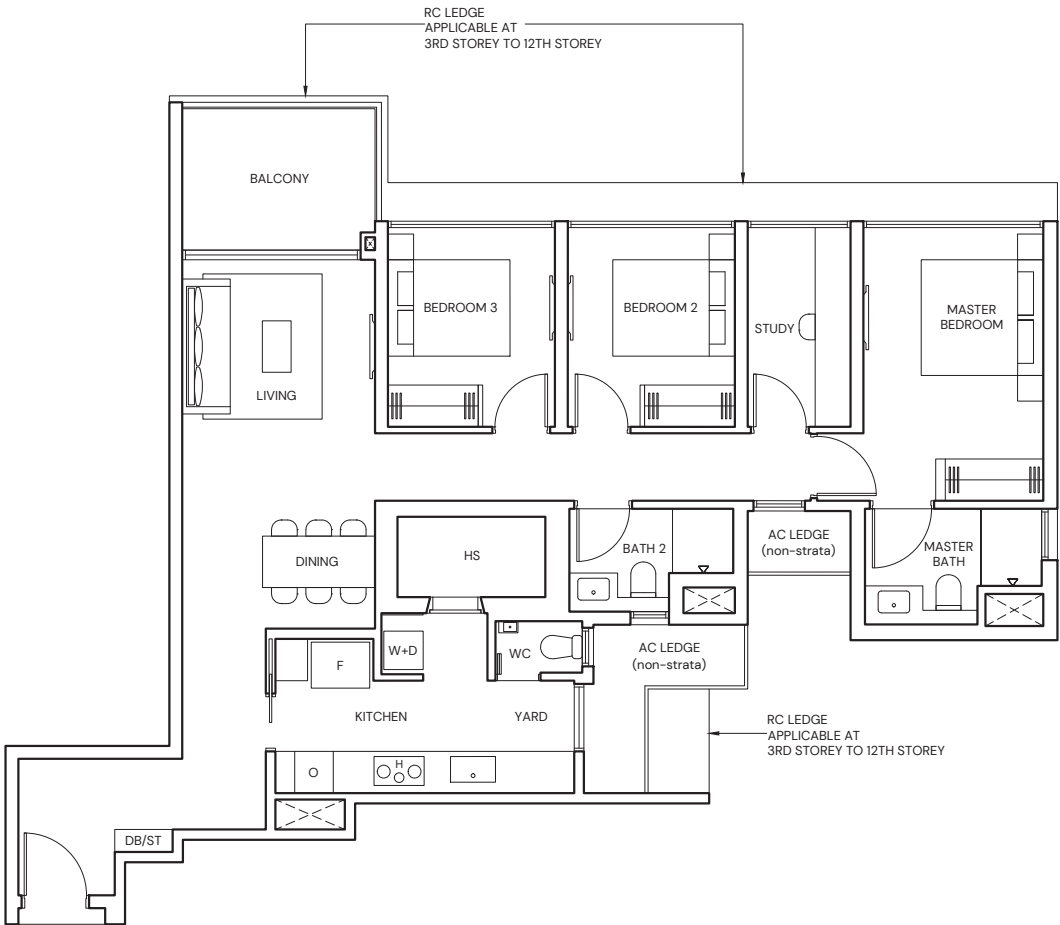 RC LEDGE
APPLICABLE AT
3RD STOREY TO 12TH STOREY
BALCONY
BEDROOM 3
BEDROOM 2
STUDY
MASTER
BEDROOM
LIVING
DINING
HS
BATH 2
AC LEDGE
(non-strata)
MASTER
BATH
W+D
WC
F
AC LEDGE
(non-strata)
KITCHEN
YARD
RC LEDGE
APPLICABLE AT
3RD STOREY TO 12TH STOREY
O
H
DB/ST